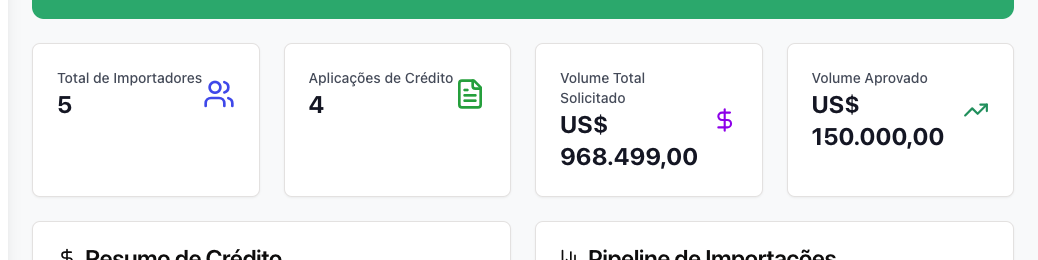 Total de Importadores
5
Aplicações de Crédito
4
Volume Total
Solicitado
US$
968.499,00
Volume Aprovado
US$
150.000,00
Resumo de Crédito
Pipeline de Importações